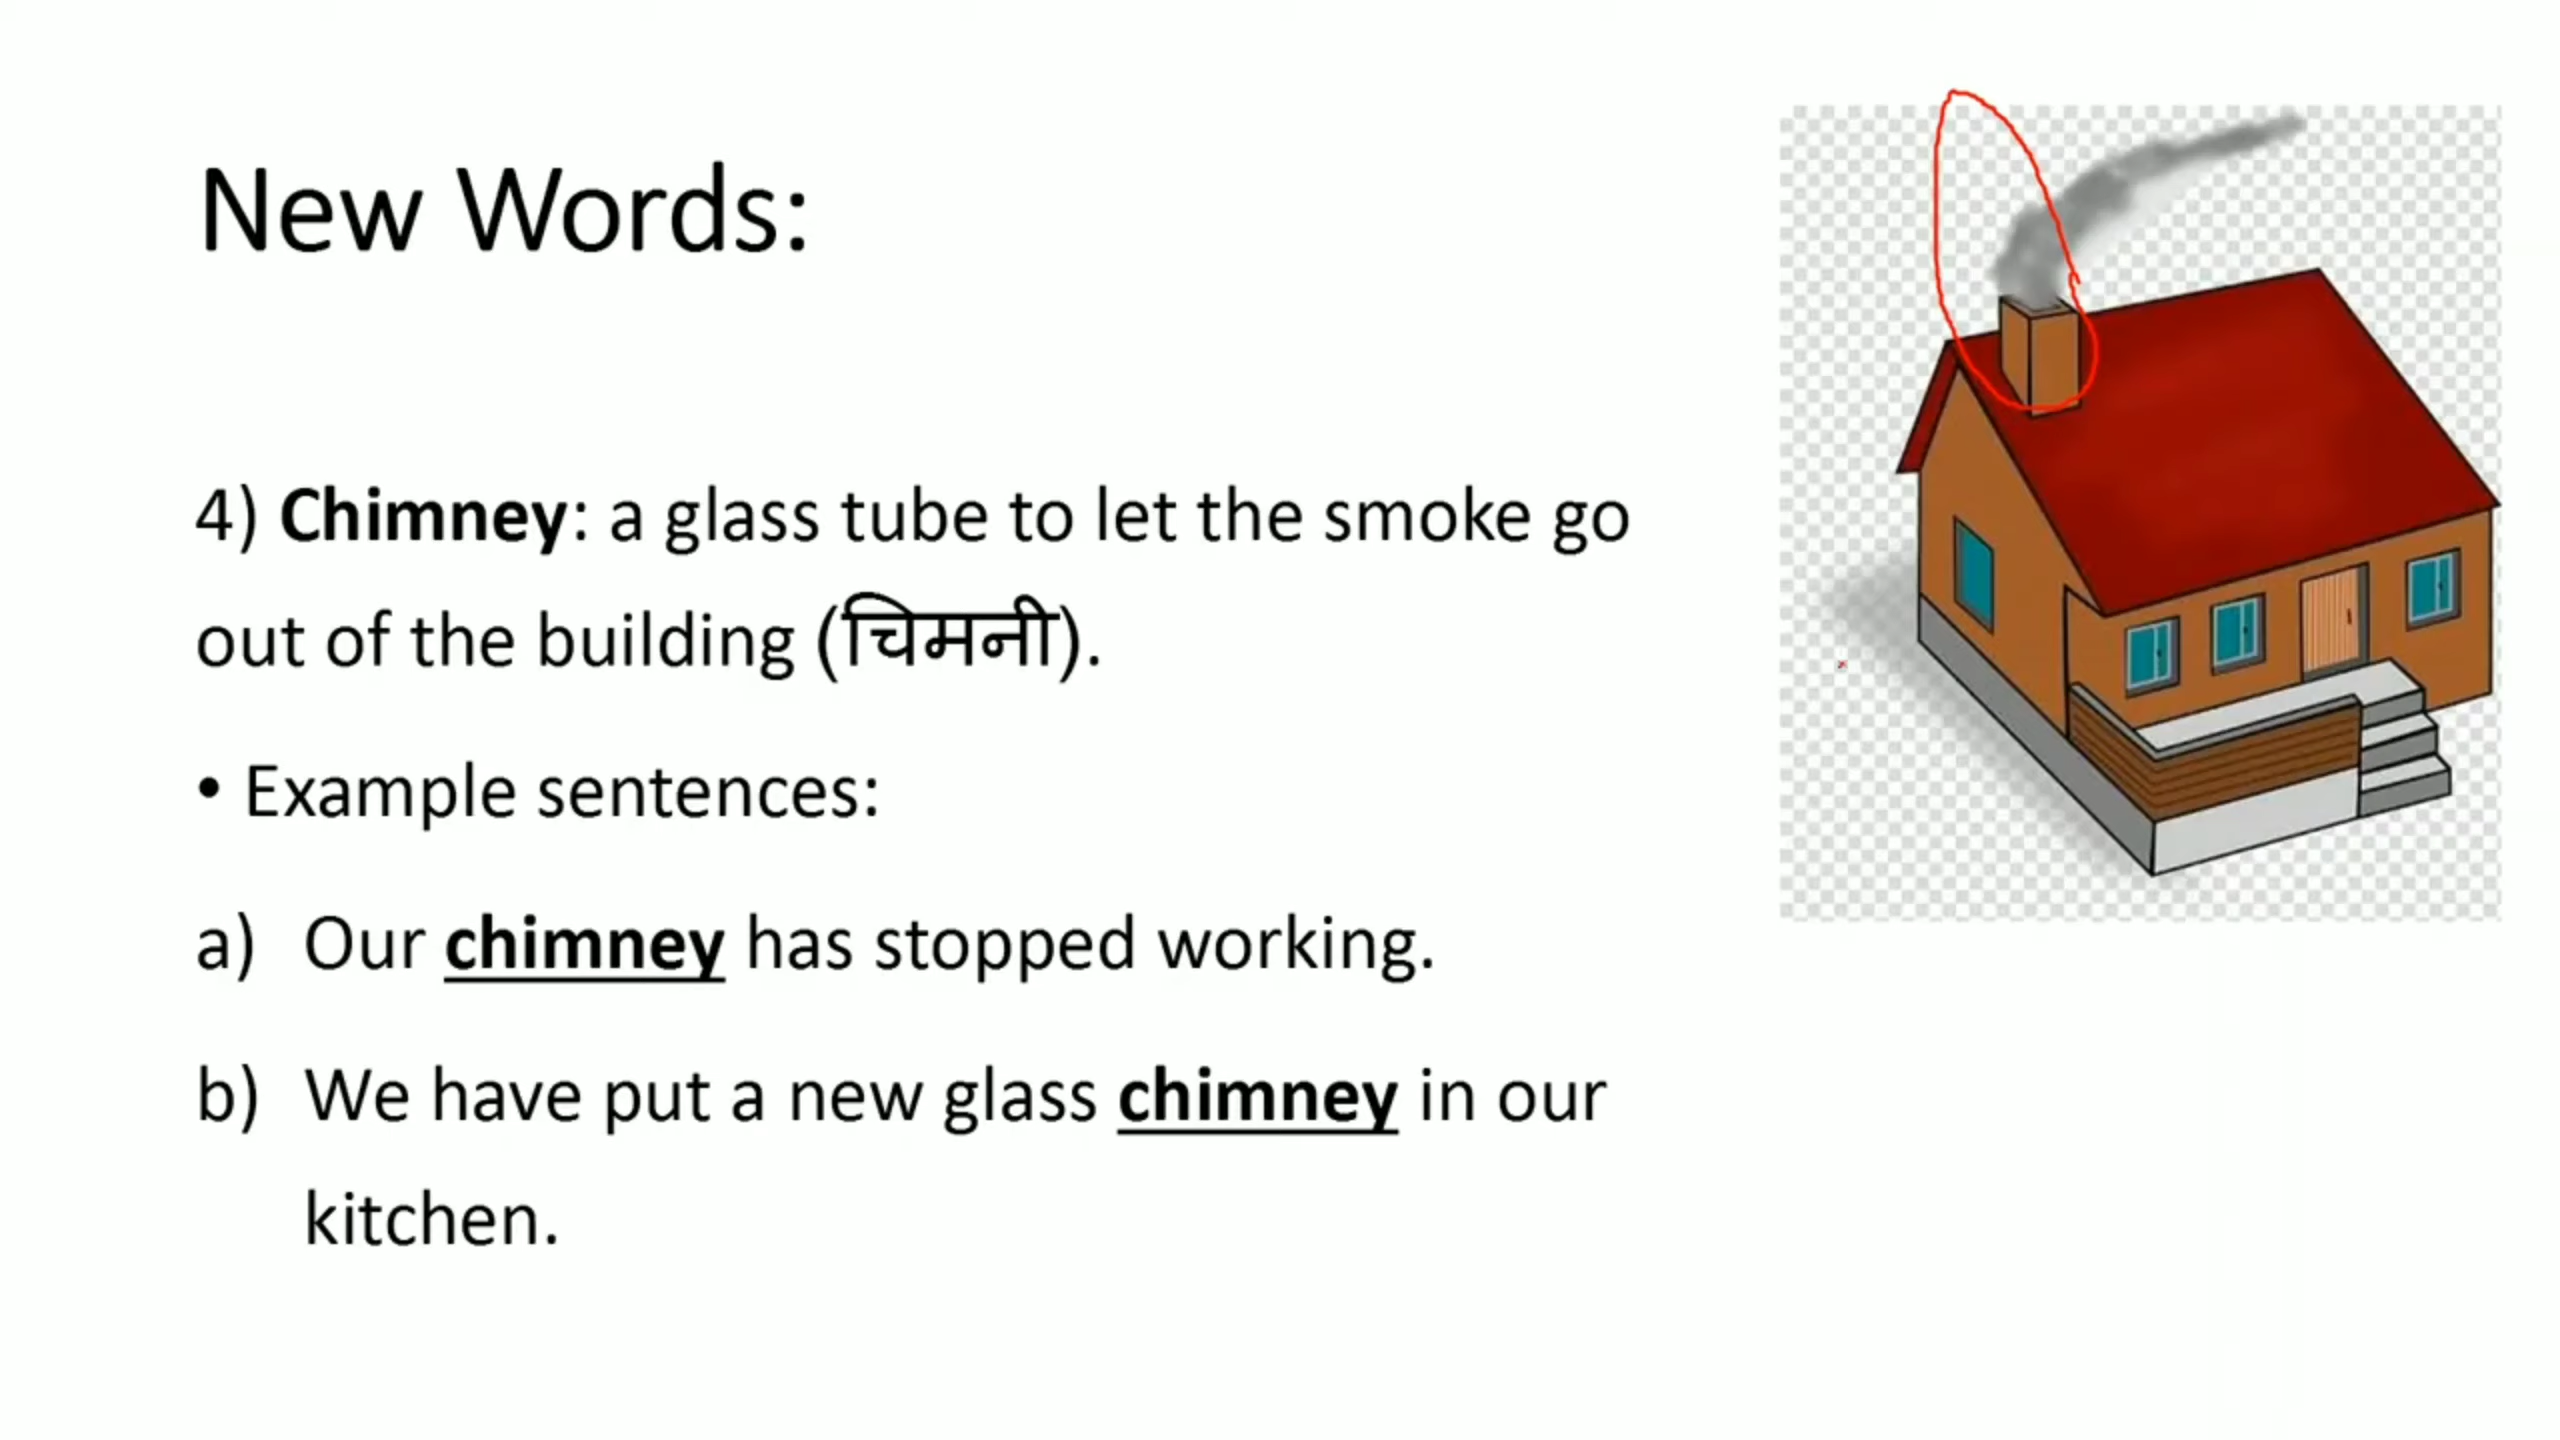 New Words:
4) Chimney: a glass tube to let the smoke go
out of the building (चिमनी).
• Example sentences:
a) Our chimney has stopped working.
b) We have put a new glass chimney in our
kitchen.